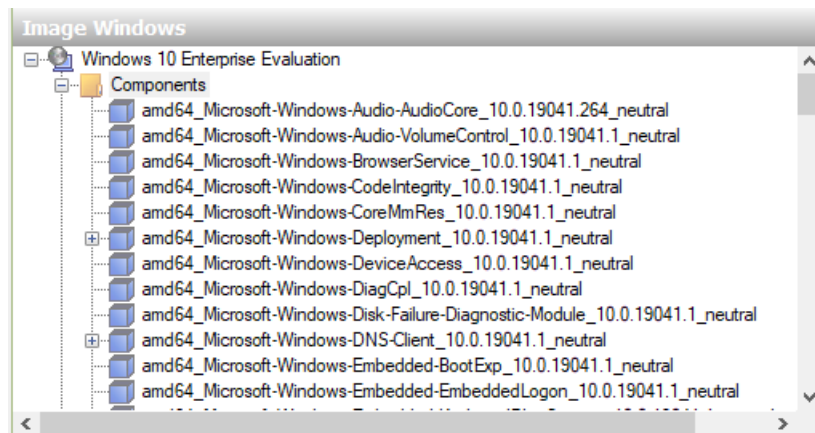 Image Windows
Windows 10 Enterprise Evaluation
Components
amd64_Microsoft-Windows-Audio-AudioCore_10.0.19041.264_neutral
amd64_Microsoft-Windows-Audio-VolumeControl_10.0.19041.1_neutral
amd64_Microsoft-Windows-BrowserService_10.0.19041.1_neutral
amd64_Microsoft-Windows-CodeIntegrity_10.0.19041.1_neutral
amd64_Microsoft-Windows-CoreMmRes_10.0.19041.1_neutral
amd64_Microsoft-Windows-Deployment_10.0.19041.1_neutral
amd64_Microsoft-Windows-DeviceAccess_10.0.19041.1_neutral
amd64_Microsoft-Windows-DiagCpl_10.0.19041.1_neutral
amd64_Microsoft-Windows-Disk-Failure-Diagnostic-Module_10.0.19041.1_neutral
amd64_Microsoft-Windows-DNS-Client_10.0.19041.1_neutral
amd64_Microsoft-Windows-Embedded-BootExp_10.0.19041.1_neutral
amd64_Microsoft-Windows-Embedded-EmbeddedLogon_10.0.19041.1_neutral